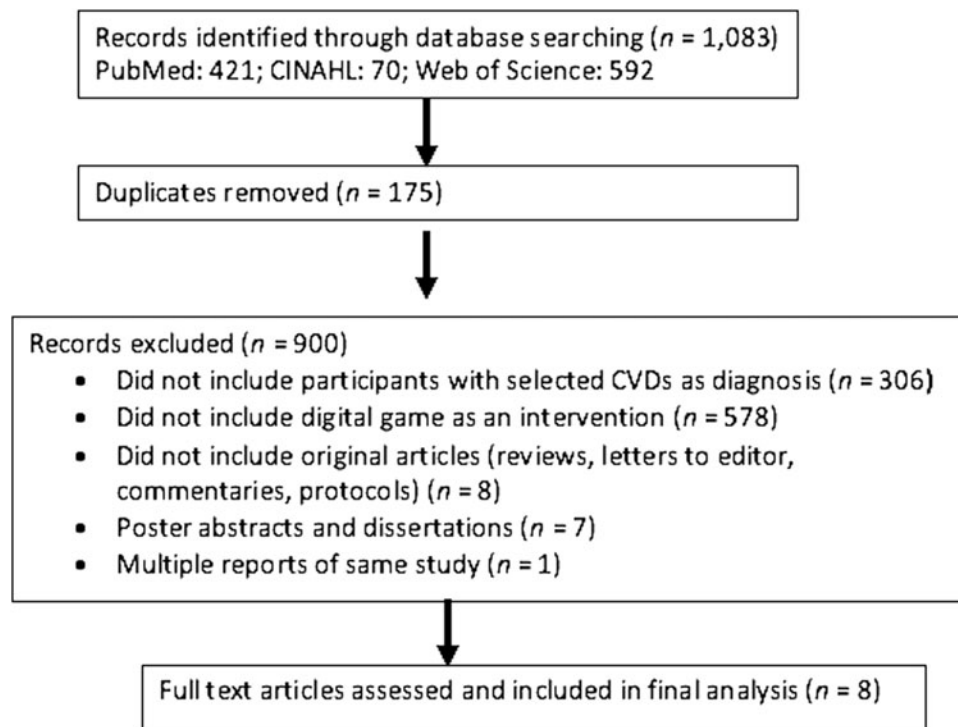 Records identified through database searching (n = 1,083)
PubMed: 421; CINAHL: 70; Web of Science: 592
Duplicates removed (n = 175)
Records excluded (n = 900)
• Did not include participants with selected CVDs as diagnosis (n = 306)
• Did not include digital game as an intervention (n = 578)
• Did not include original articles (reviews, letters to editor,
commentaries, protocols) (n = 8)
• Poster abstracts and dissertations (n = 7)
• Multiple reports of same study (n = 1)
Full text articles assessed and included in final analysis (n = 8)